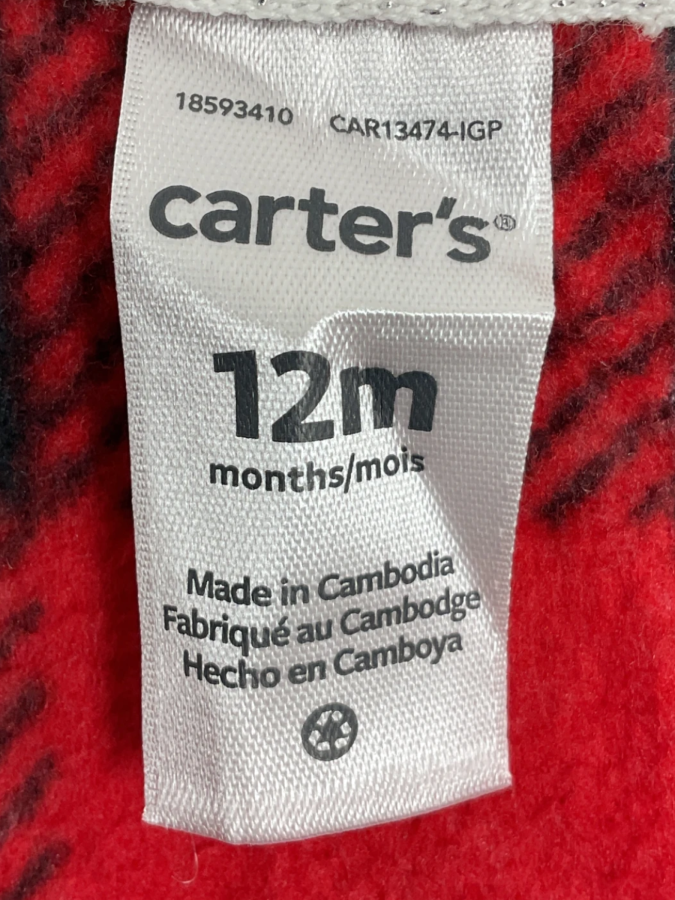 18593410 CAR13474-IGP
carter's®
12m
months/mois
Made in Cambodia
Fabriqué au Cambodge
Hecho en Camboya